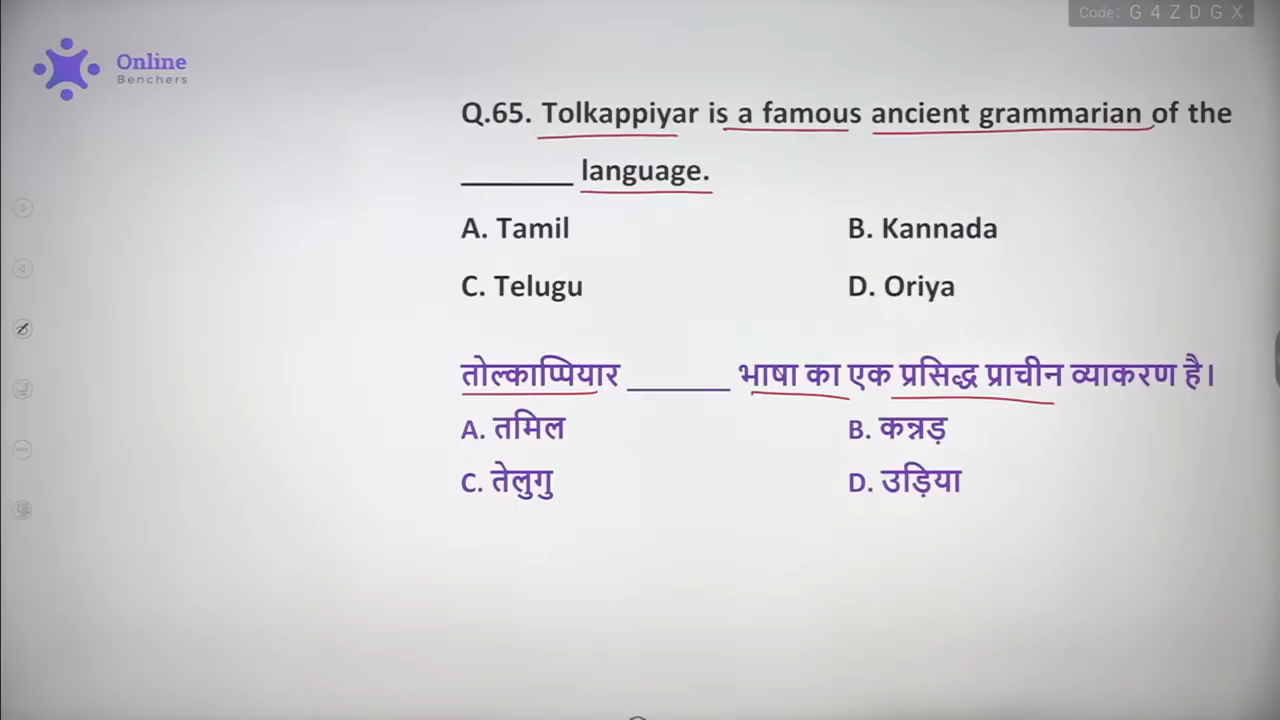 Code: G 4 Z D G X
Online
Benchers
Q.65. Tolkappiyar is a famous ancient grammarian of the
________ language.
A. Tamil B. Kannada
C. Telugu D. Oriya
तोल्काप्पियार _______ भाषा का एक प्रसिद्ध प्राचीन व्याकरण है।
A. तमिल B. कन्नड़
C. तेलुगु D. उड़िया